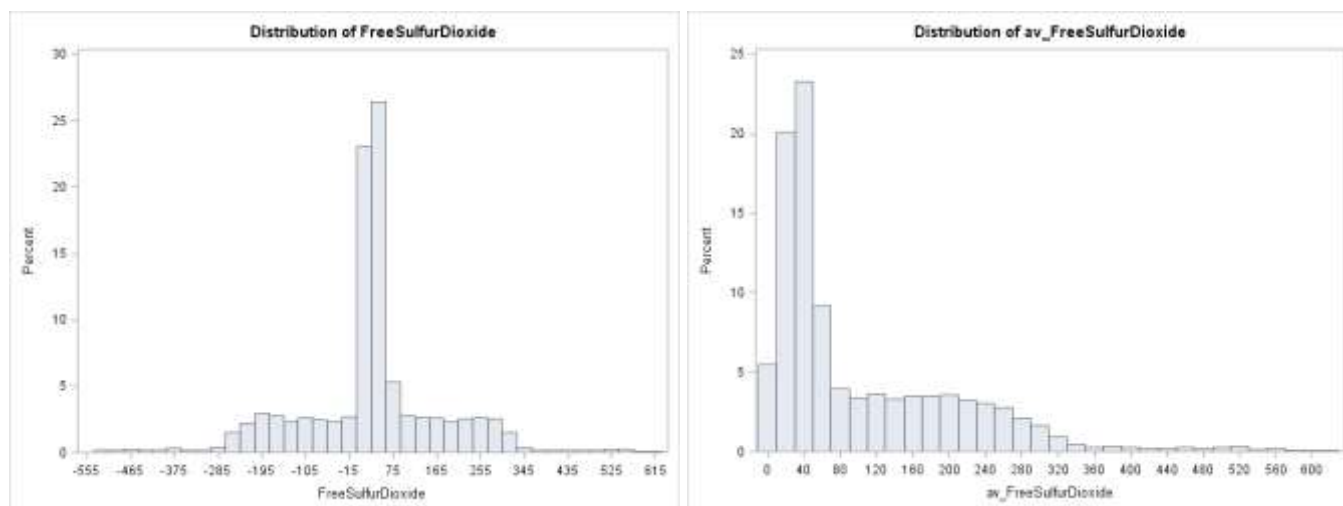 Distribution of FreeSulfurDioxide
30
25
20
15
10
5
0
Percent
-555 -465 -375 -285 -195 -105 -15 75 165 255 345 435 525 615
FreeSulfurDioxide
Distribution of av_FreeSulfurDioxide
25
20
15
10
5
0
Percent
0 40 80 120 160 200 240 280 320 360 400 440 480 520 560 600
av_FreeSulfurDioxide